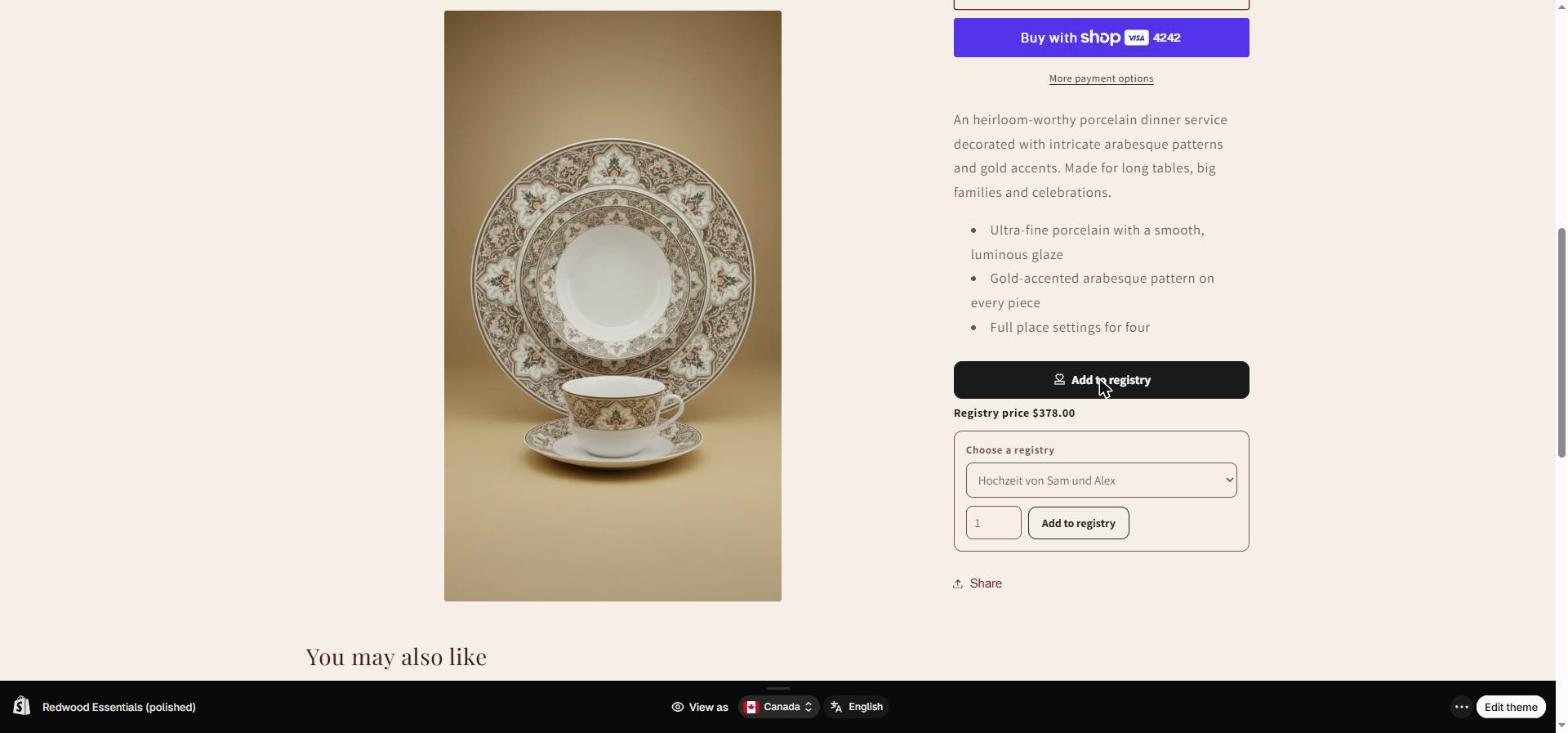 Buy with shop VISA 4242
More payment options
An heirloom-worthy porcelain dinner service
decorated with intricate arabesque patterns
and gold accents. Made for long tables, big
families and celebrations.
• Ultra-fine porcelain with a smooth,
luminous glaze
• Gold-accented arabesque pattern on
every piece
• Full place settings for four
Add to registry
Registry price $378.00
Choose a registry
Hochzeit von Sam und Alex
1
Add to registry
Share
You may also like
Redwood Essentials (polished)
View as
Canada
English
Edit theme